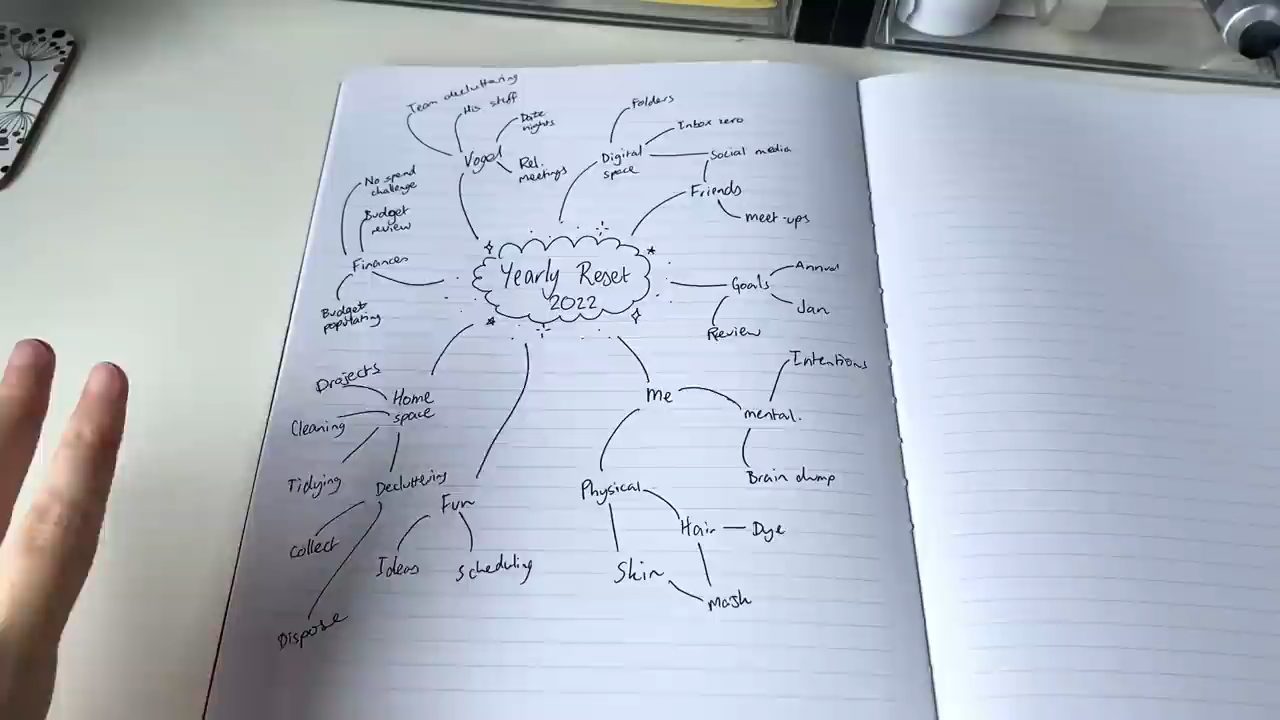 Team decluttering
His stuff
Date
nights
Rel.
meetings
Folders
Inbox zero
Digital
space
Social media
Friends
meet-ups
No spend
challenge
Budget
review
Finances
Budget
populating
Yearly Reset
2022
Goals
Annual
Jan
Review
Projects
Home
space
Cleaning
Tidying
Decluttering
Collect
Dispose
Fun
Ideas
Scheduling
Me
mental.
Intentions
Brain dump
Physical
Hair
Dye
Skin
Mask